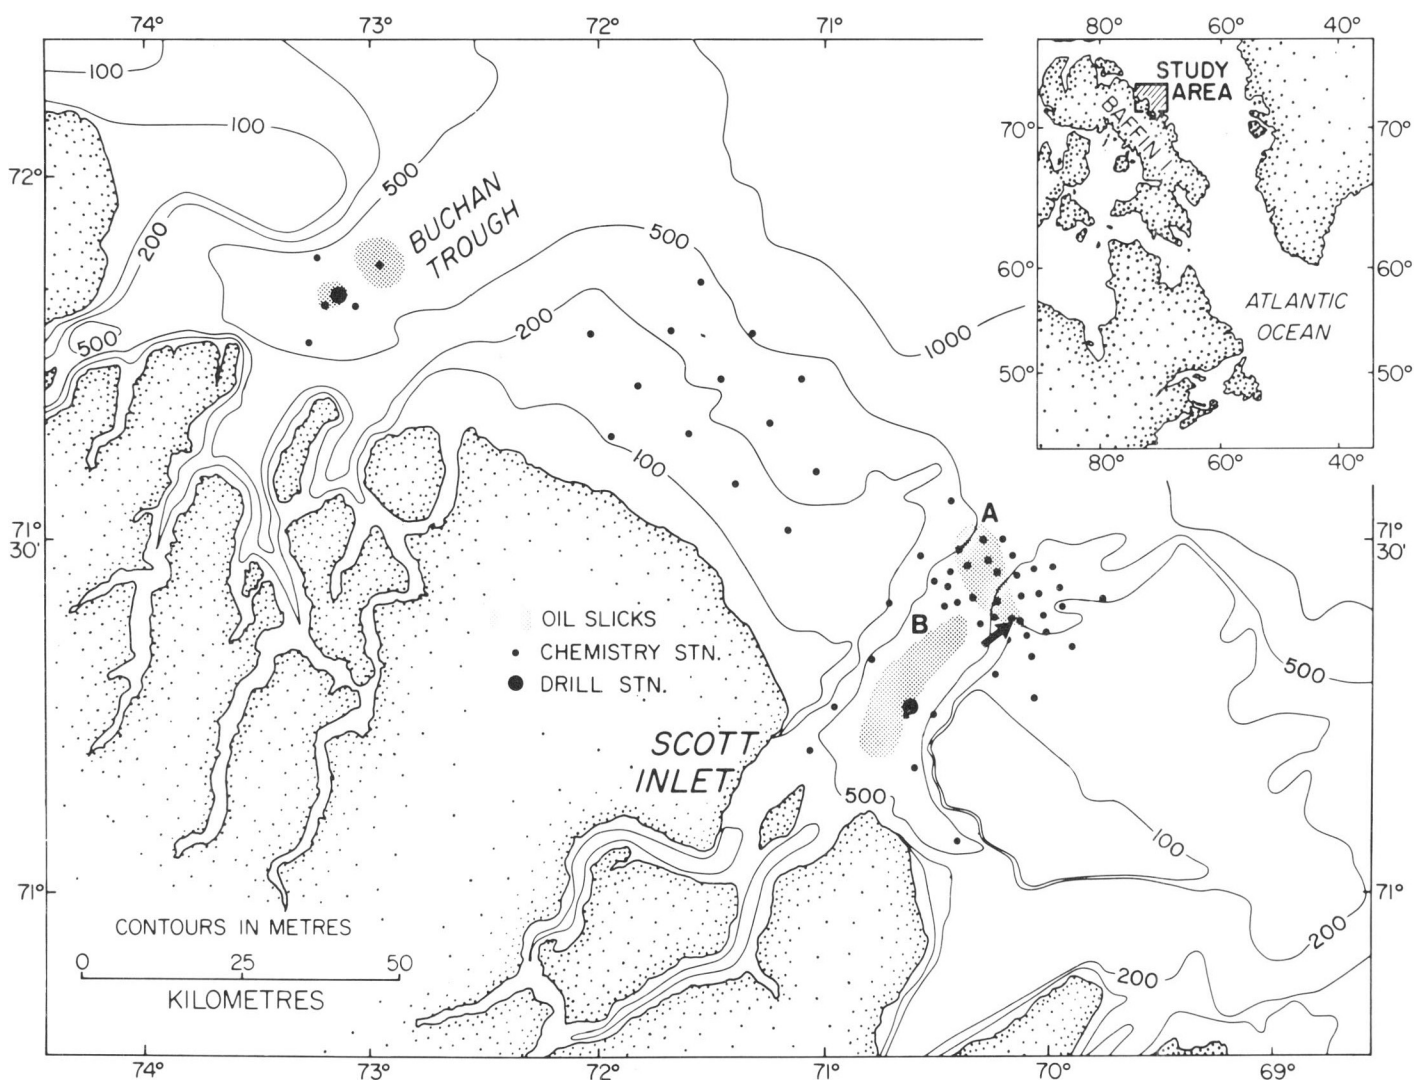 74° 73° 72° 71°
80° 60° 40°
100
STUDY
AREA
100
BAFFIN I.
70° 70°
72°
500
BUCHAN
TROUGH
200
500
60° 60°
ATLANTIC
OCEAN
200
1000
500
50° 50°
100
80° 60° 40°
A
71°
30'
71°
30'
OIL SLICKS
B
CHEMISTRY STN.
DRILL STN.
500
SCOTT
INLET
500
100
71° 71°
CONTOURS IN METRES
200
0 25 50
200
KILOMETRES
74° 73° 72° 71° 70° 69°